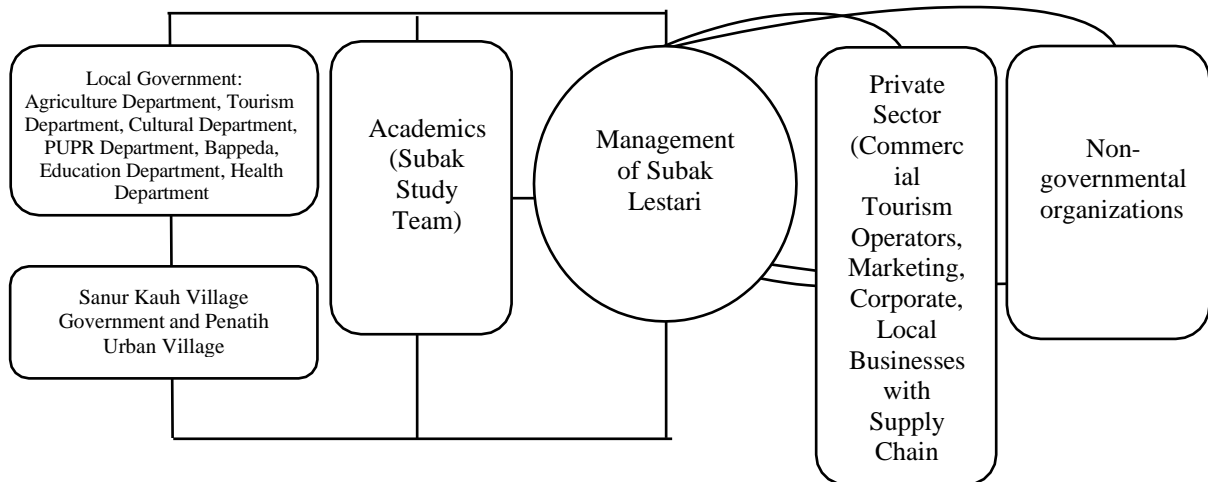 Local Government:
Agriculture Department, Tourism
Department, Cultural Department,
PUPR Department, Bappeda,
Education Department, Health
Department
Sanur Kauh Village
Government and Penatih
Urban Village
Academics
(Subak
Study
Team)
Management
of Subak
Lestari
Private
Sector
(Commerc
ial
Tourism
Operators,
Marketing,
Corporate,
Local
Businesses
with
Supply
Chain
Non-
governmental
organizations